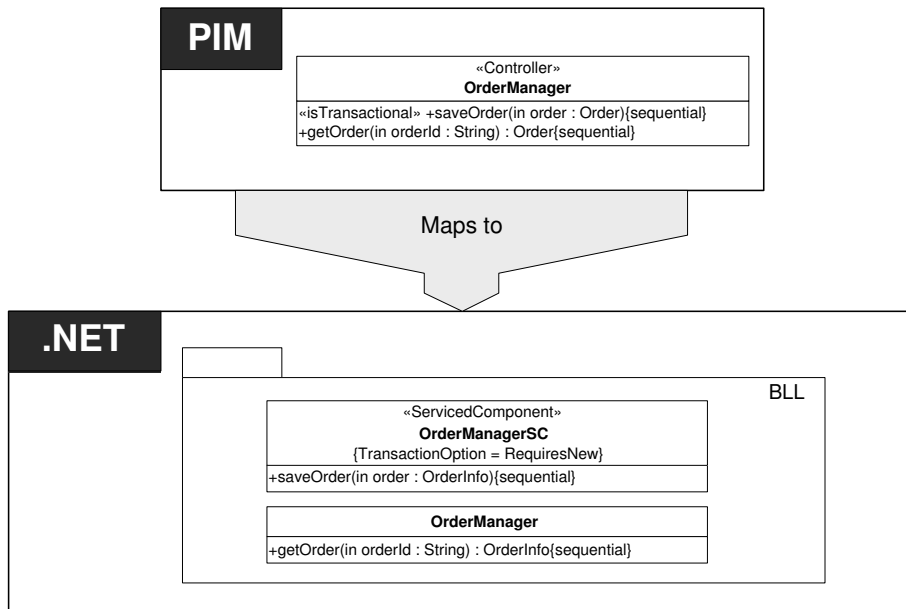 PIM
«Controller»
OrderManager
«isTransactional» +saveOrder(in order : Order){sequential}
+getOrder(in orderId : String) : Order{sequential}
Maps to
.NET
BLL
«ServicedComponent»
OrderManagerSC
{TransactionOption = RequiresNew}
+saveOrder(in order : OrderInfo){sequential}
OrderManager
+getOrder(in orderId : String) : OrderInfo{sequential}